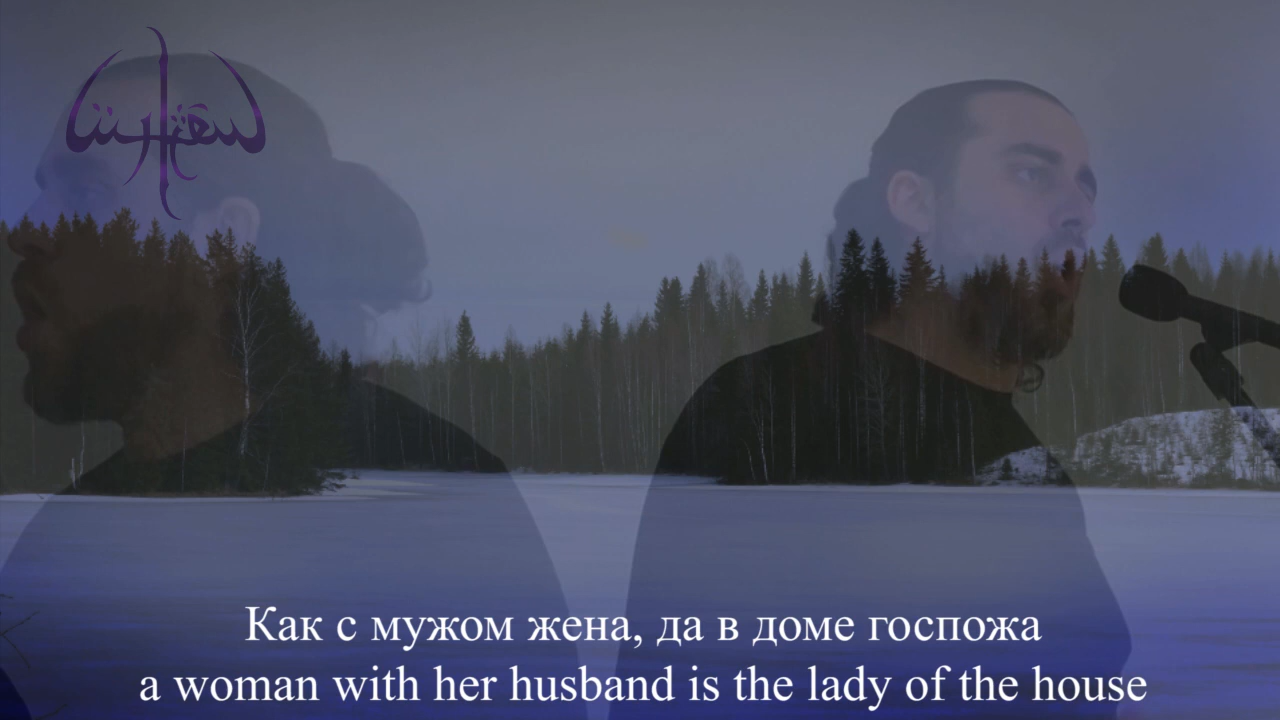 Как с мужом жена, да в доме госпожа
a woman with her husband is the lady of the house